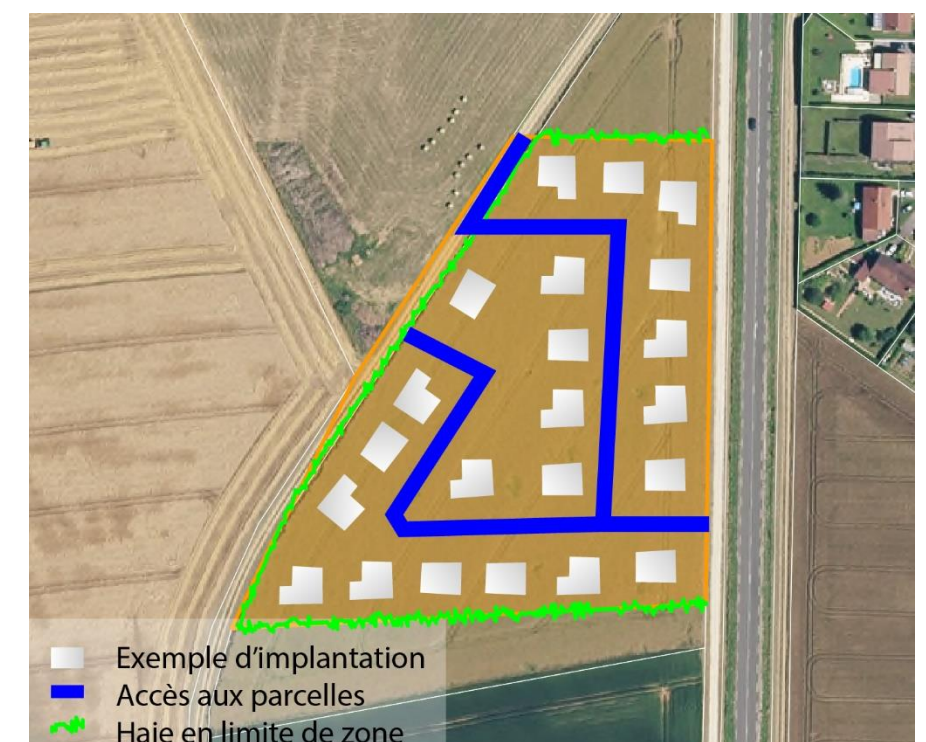 Exemple d'implantation
Accès aux parcelles
Haie en limite de zone